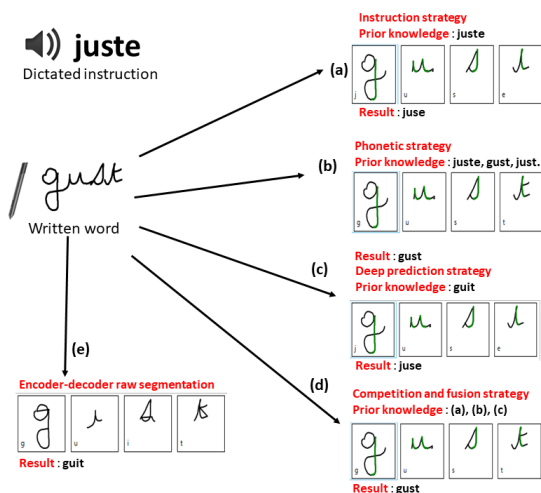 juste
Dictated instruction
gust
Written word
(a)
Instruction strategy
Prior knowledge : juste
g u s t
j u s e
Result : juse
(b)
Phonetic strategy
Prior knowledge : juste, gust, just.
g u s t
g u s t
Result : gust
(c)
Deep prediction strategy
Prior knowledge : guit
g u s t
j u s e
Result : juse
(d)
Competition and fusion strategy
Prior knowledge : (a), (b), (c)
g u s t
g u s t
Result : gust
(e)
Encoder-decoder raw segmentation
g u i t
Result : guit